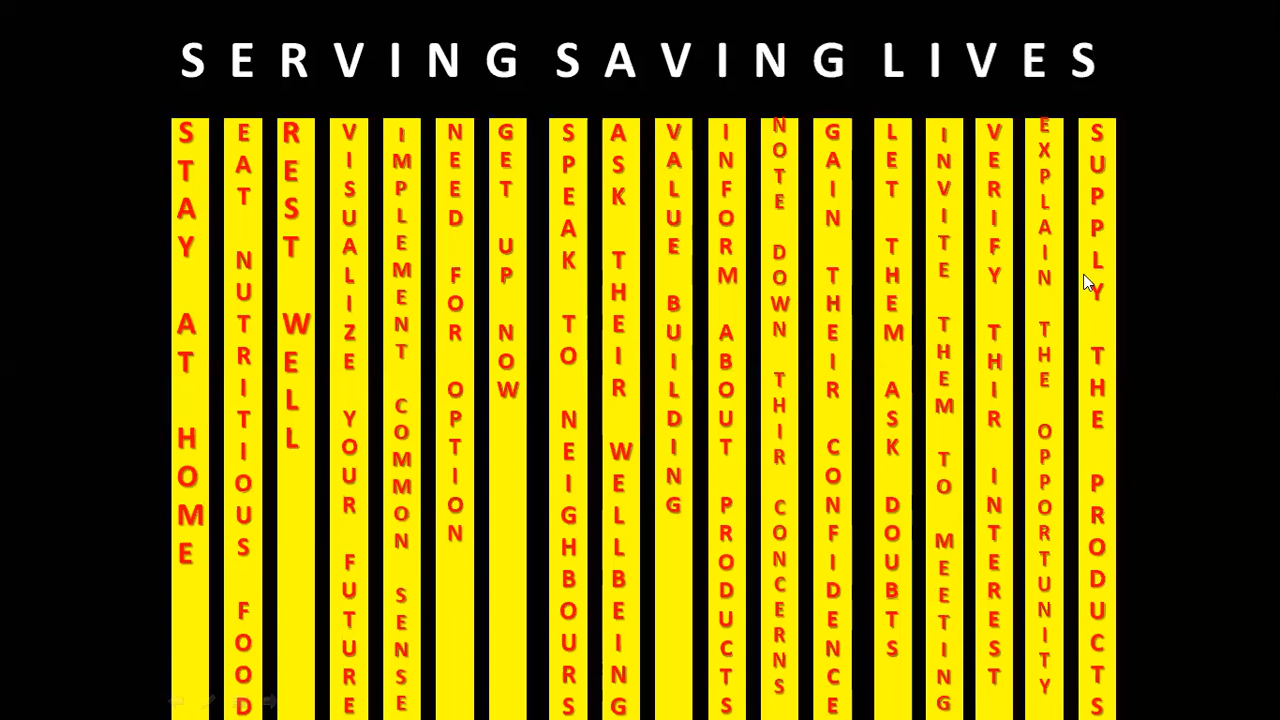 SERVING SAVING LIVES
STAY AT HOME
EAT NUTRITIOUS FOOD
REST WELL
VISUALIZE YOUR FUTURE
IMPLEMENT COMMON SENSE
NEED FOR OPTION
GET UP NOW
SPEAK TO NEIGHBOURS
ASK THEIR WELLBEING
VALUE BUILDING
INFORM ABOUT PRODUCTS
NOTE DOWN THIR CONCERNS
GAIN THEIR CONFIDENCE
LET THEM ASK DOUBTS
INVITE THEM TO MEETING
VERIFY THIR INTEREST
EXPLAIN THE OPPORTUNITY
SUPPLY THE PRODUCTS